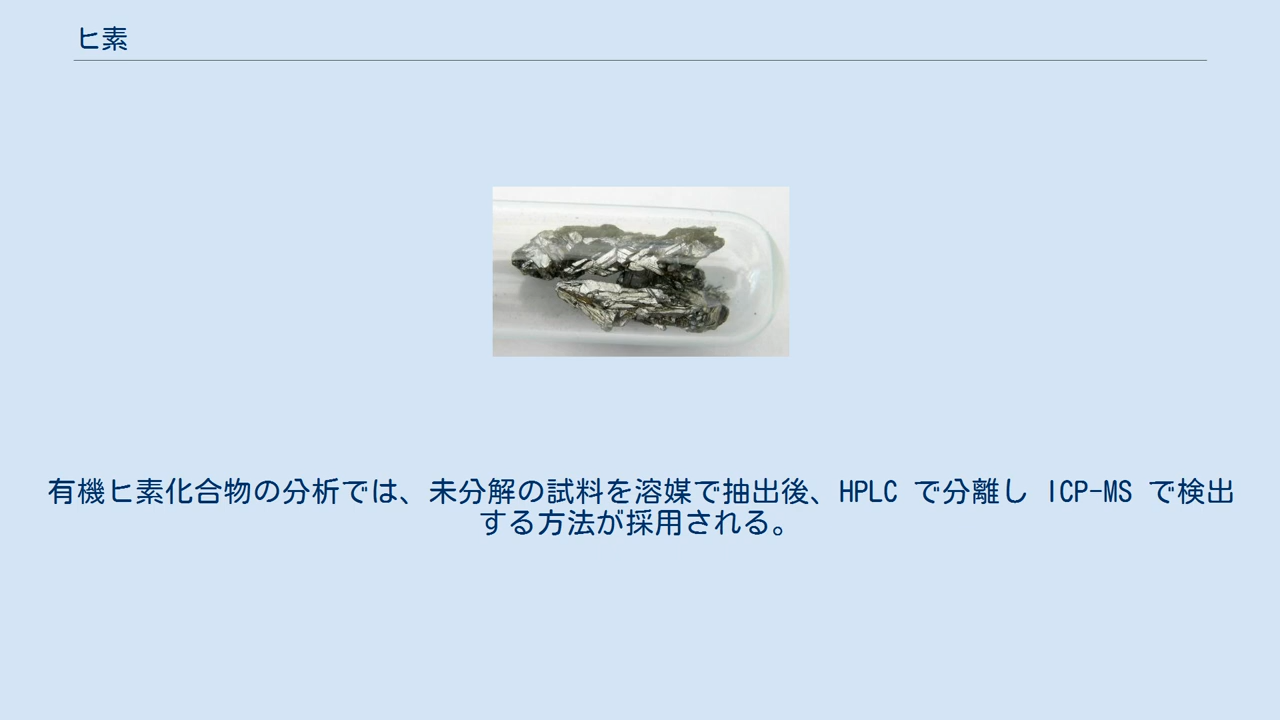 ヒ素
有機ヒ素化合物の分析では、未分解の試料を溶媒で抽出後、HPLC で分離し ICP-MS で検出
する方法が採用される。